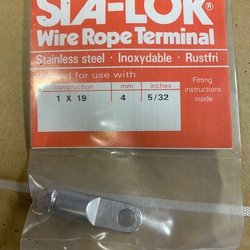 STA-LOK®
Wire Rope Terminal
Stainless steel · Inoxydable · Rustfri
for use with
construction mm inches
1 X 19 4 5/32
Fitting
instructions
inside